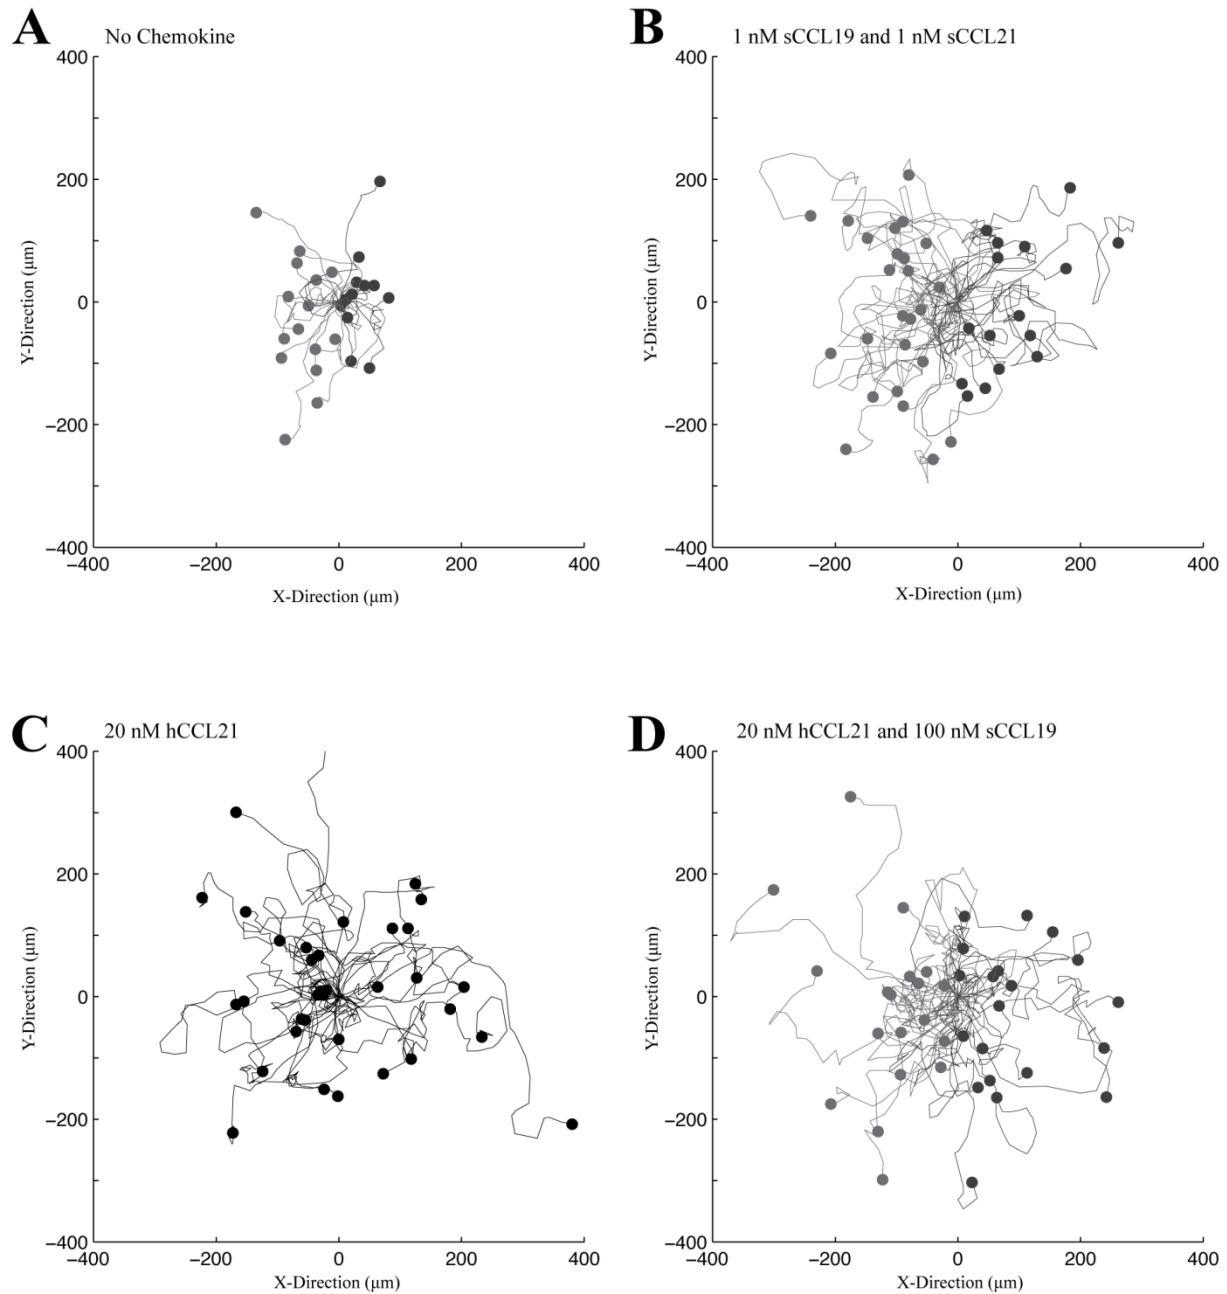 A No Chemokine
400
200
0
−200
−400
−400 −200 0 200 400
Y-Direction (μm)
X-Direction (μm)
B 1 nM sCCL19 and 1 nM sCCL21
400
200
0
−200
−400
−400 −200 0 200 400
Y-Direction (μm)
X-Direction (μm)
C 20 nM hCCL21
400
200
0
−200
−400
−400 −200 0 200 400
Y-Direction (μm)
X-Direction (μm)
D 20 nM hCCL21 and 100 nM sCCL19
400
200
0
−200
−400
−400 −200 0 200 400
Y-Direction (μm)
X-Direction (μm)